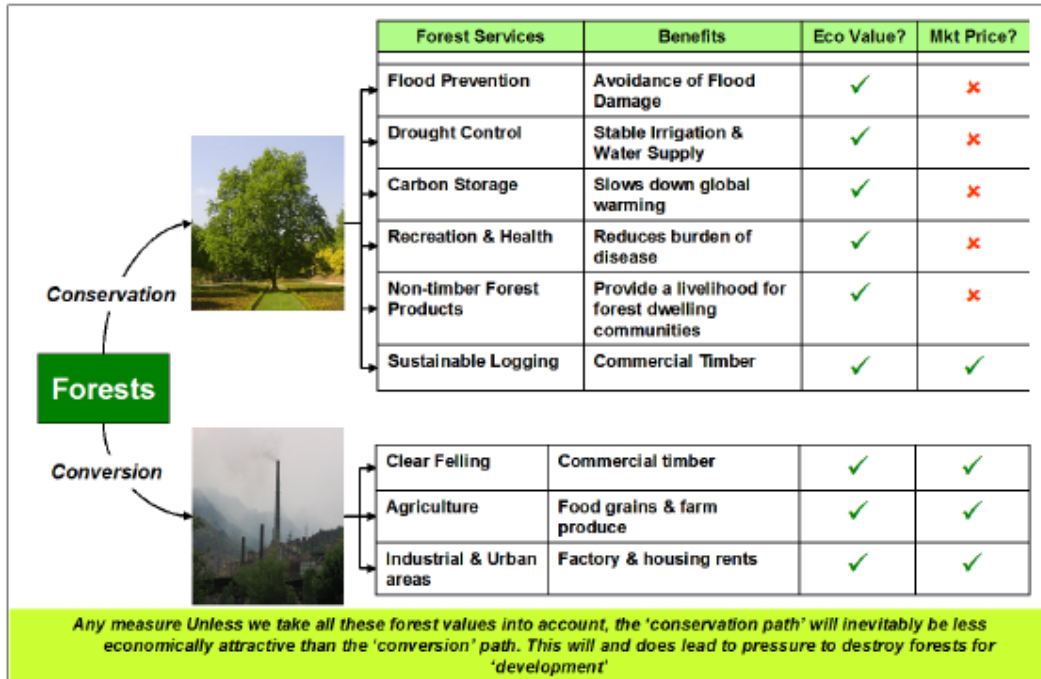 Forest Services Benefits Eco Value? Mkt Price?
Flood Prevention Avoidance of Flood
Damage
✓ ✗
Drought Control Stable Irrigation &
Water Supply
✓ ✗
Carbon Storage Slows down global
warming
✓ ✗
Recreation & Health Reduces burden of
disease
✓ ✗
Non-timber Forest
Products
Provide a livelihood for
forest dwelling
communities
✓ ✗
Sustainable Logging Commercial Timber ✓ ✓
Conservation
Forests
Conversion
Clear Felling Commercial timber ✓ ✓
Agriculture Food grains & farm
produce
✓ ✓
Industrial & Urban
areas
Factory & housing rents ✓ ✓
Any measure Unless we take all these forest values into account, the ‘conservation path’ will inevitably be less
economically attractive than the ‘conversion’ path. This will and does lead to pressure to destroy forests for
‘development’